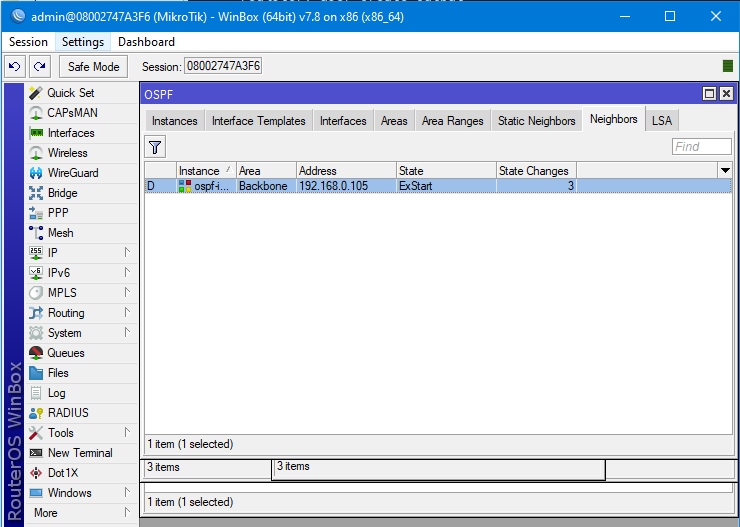 admin@08002747A3F6 (MikroTik) - WinBox (64bit) v7.8 on x86 (x86_64)
Session Settings Dashboard
Safe Mode Session: 08002747A3F6
Quick Set
CAPsMAN
Interfaces
Wireless
WireGuard
Bridge
PPP
Mesh
255 IP
v6 IPv6
MPLS
Routing
System
Queues
Files
Log
RADIUS
Tools
New Terminal
Dot1X
Windows
More
RouterOS WinBox
OSPF
Instances Interface Templates Interfaces Areas Area Ranges Static Neighbors Neighbors LSA
Find
Instance Area Address State State Changes
D ospf-i... Backbone 192.168.0.105 ExStart 3
1 item (1 selected)
3 items 3 items
1 item (1 selected)